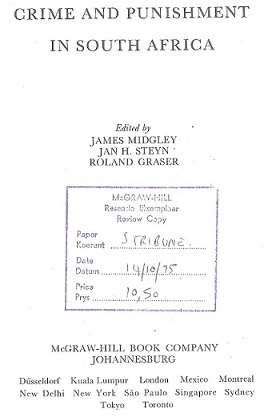 CRIME AND PUNISHMENT
IN SOUTH AFRICA
Edited by
JAMES MIDGLEY
JAN H. STEYN
ROLAND GRASER
McGRAW-HILL
Resensie Eksemplaar
Review Copy
Paper
Koerant S TRIBUNE
Date
Datum 14/10/75
Price
Prys 10,50
McGRAW-HILL BOOK COMPANY
JOHANNESBURG
Düsseldorf Kuala Lumpur London Mexico Montreal
New Delhi New York São Paulo Singapore Sydney
Tokyo Toronto